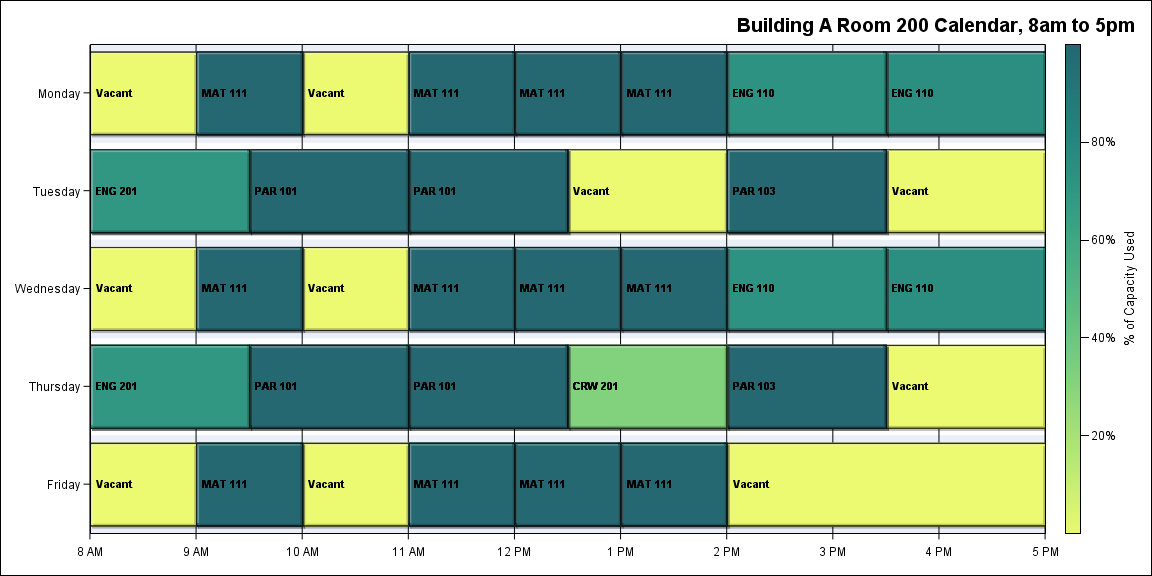 Building A Room 200 Calendar, 8am to 5pm
Monday
Vacant
MAT 111
Vacant
MAT 111
MAT 111
MAT 111
ENG 110
ENG 110
Tuesday
ENG 201
PAR 101
PAR 101
Vacant
PAR 103
Vacant
Wednesday
Vacant
MAT 111
Vacant
MAT 111
MAT 111
MAT 111
ENG 110
ENG 110
Thursday
ENG 201
PAR 101
PAR 101
CRW 201
PAR 103
Vacant
Friday
Vacant
MAT 111
Vacant
MAT 111
MAT 111
MAT 111
Vacant
8 AM
9 AM
10 AM
11 AM
12 PM
1 PM
2 PM
3 PM
4 PM
5 PM
80%
60%
40%
20%
% of Capacity Used